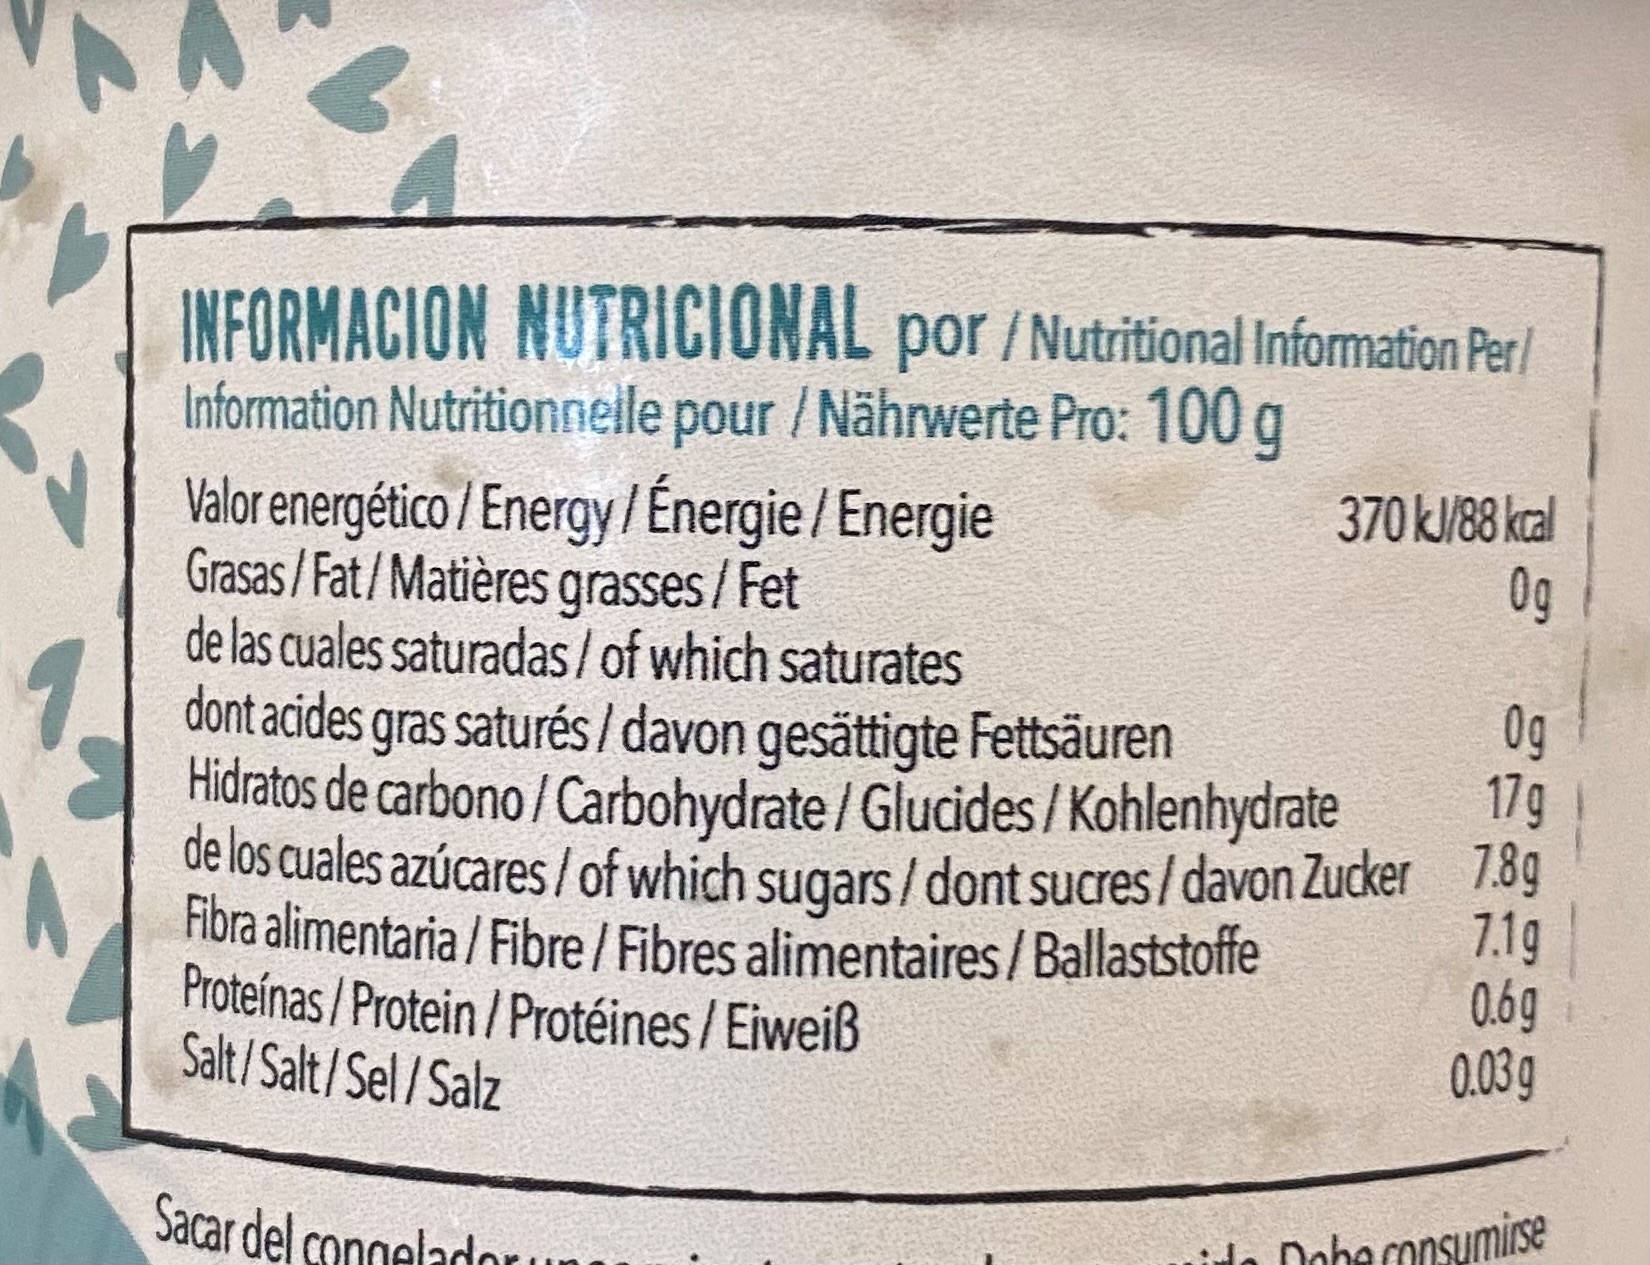 INFORMACION NUTRICIONAL por / Nutritional Information Per/
Information Nutritionnelle pour / Nährwerte Pro: 100 g
Valor energético / Energy / Énergie / Energie 370 kJ/88 kcal
Grasas / Fat / Matières grasses / Fet 0g
de las cuales saturadas / of which saturates
dont acides gras saturés / davon gesättigte Fettsäuren 0g
Hidratos de carbono / Carbohydrate / Glucides / Kohlenhydrate 17g
de los cuales azúcares / of which sugars / dont sucres / davon Zucker 7.8g
Fibra alimentaria / Fibre / Fibres alimentaires / Ballaststoffe 7.1g
Proteínas / Protein / Protéines / Eiweiß 0.6g
Salt / Salt / Sel / Salz 0.03g
Sacar del congelador Debe consumirse